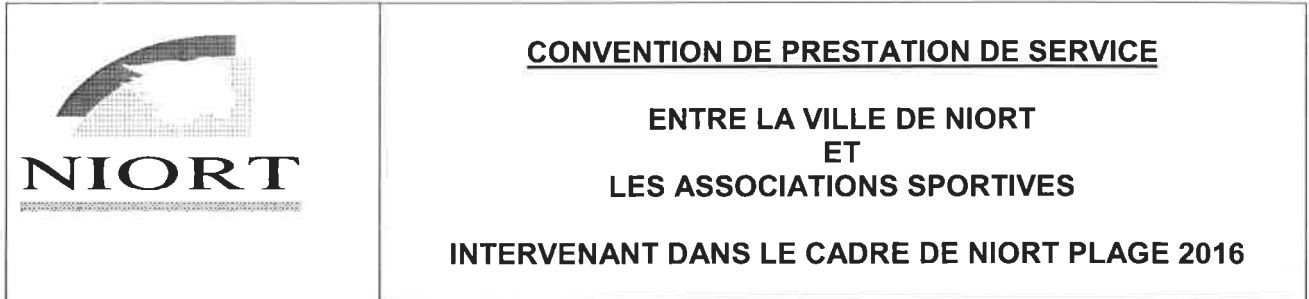 NIORT
CONVENTION DE PRESTATION DE SERVICE
ENTRE LA VILLE DE NIORT
ET
LES ASSOCIATIONS SPORTIVES
INTERVENANT DANS LE CADRE DE NIORT PLAGE 2016